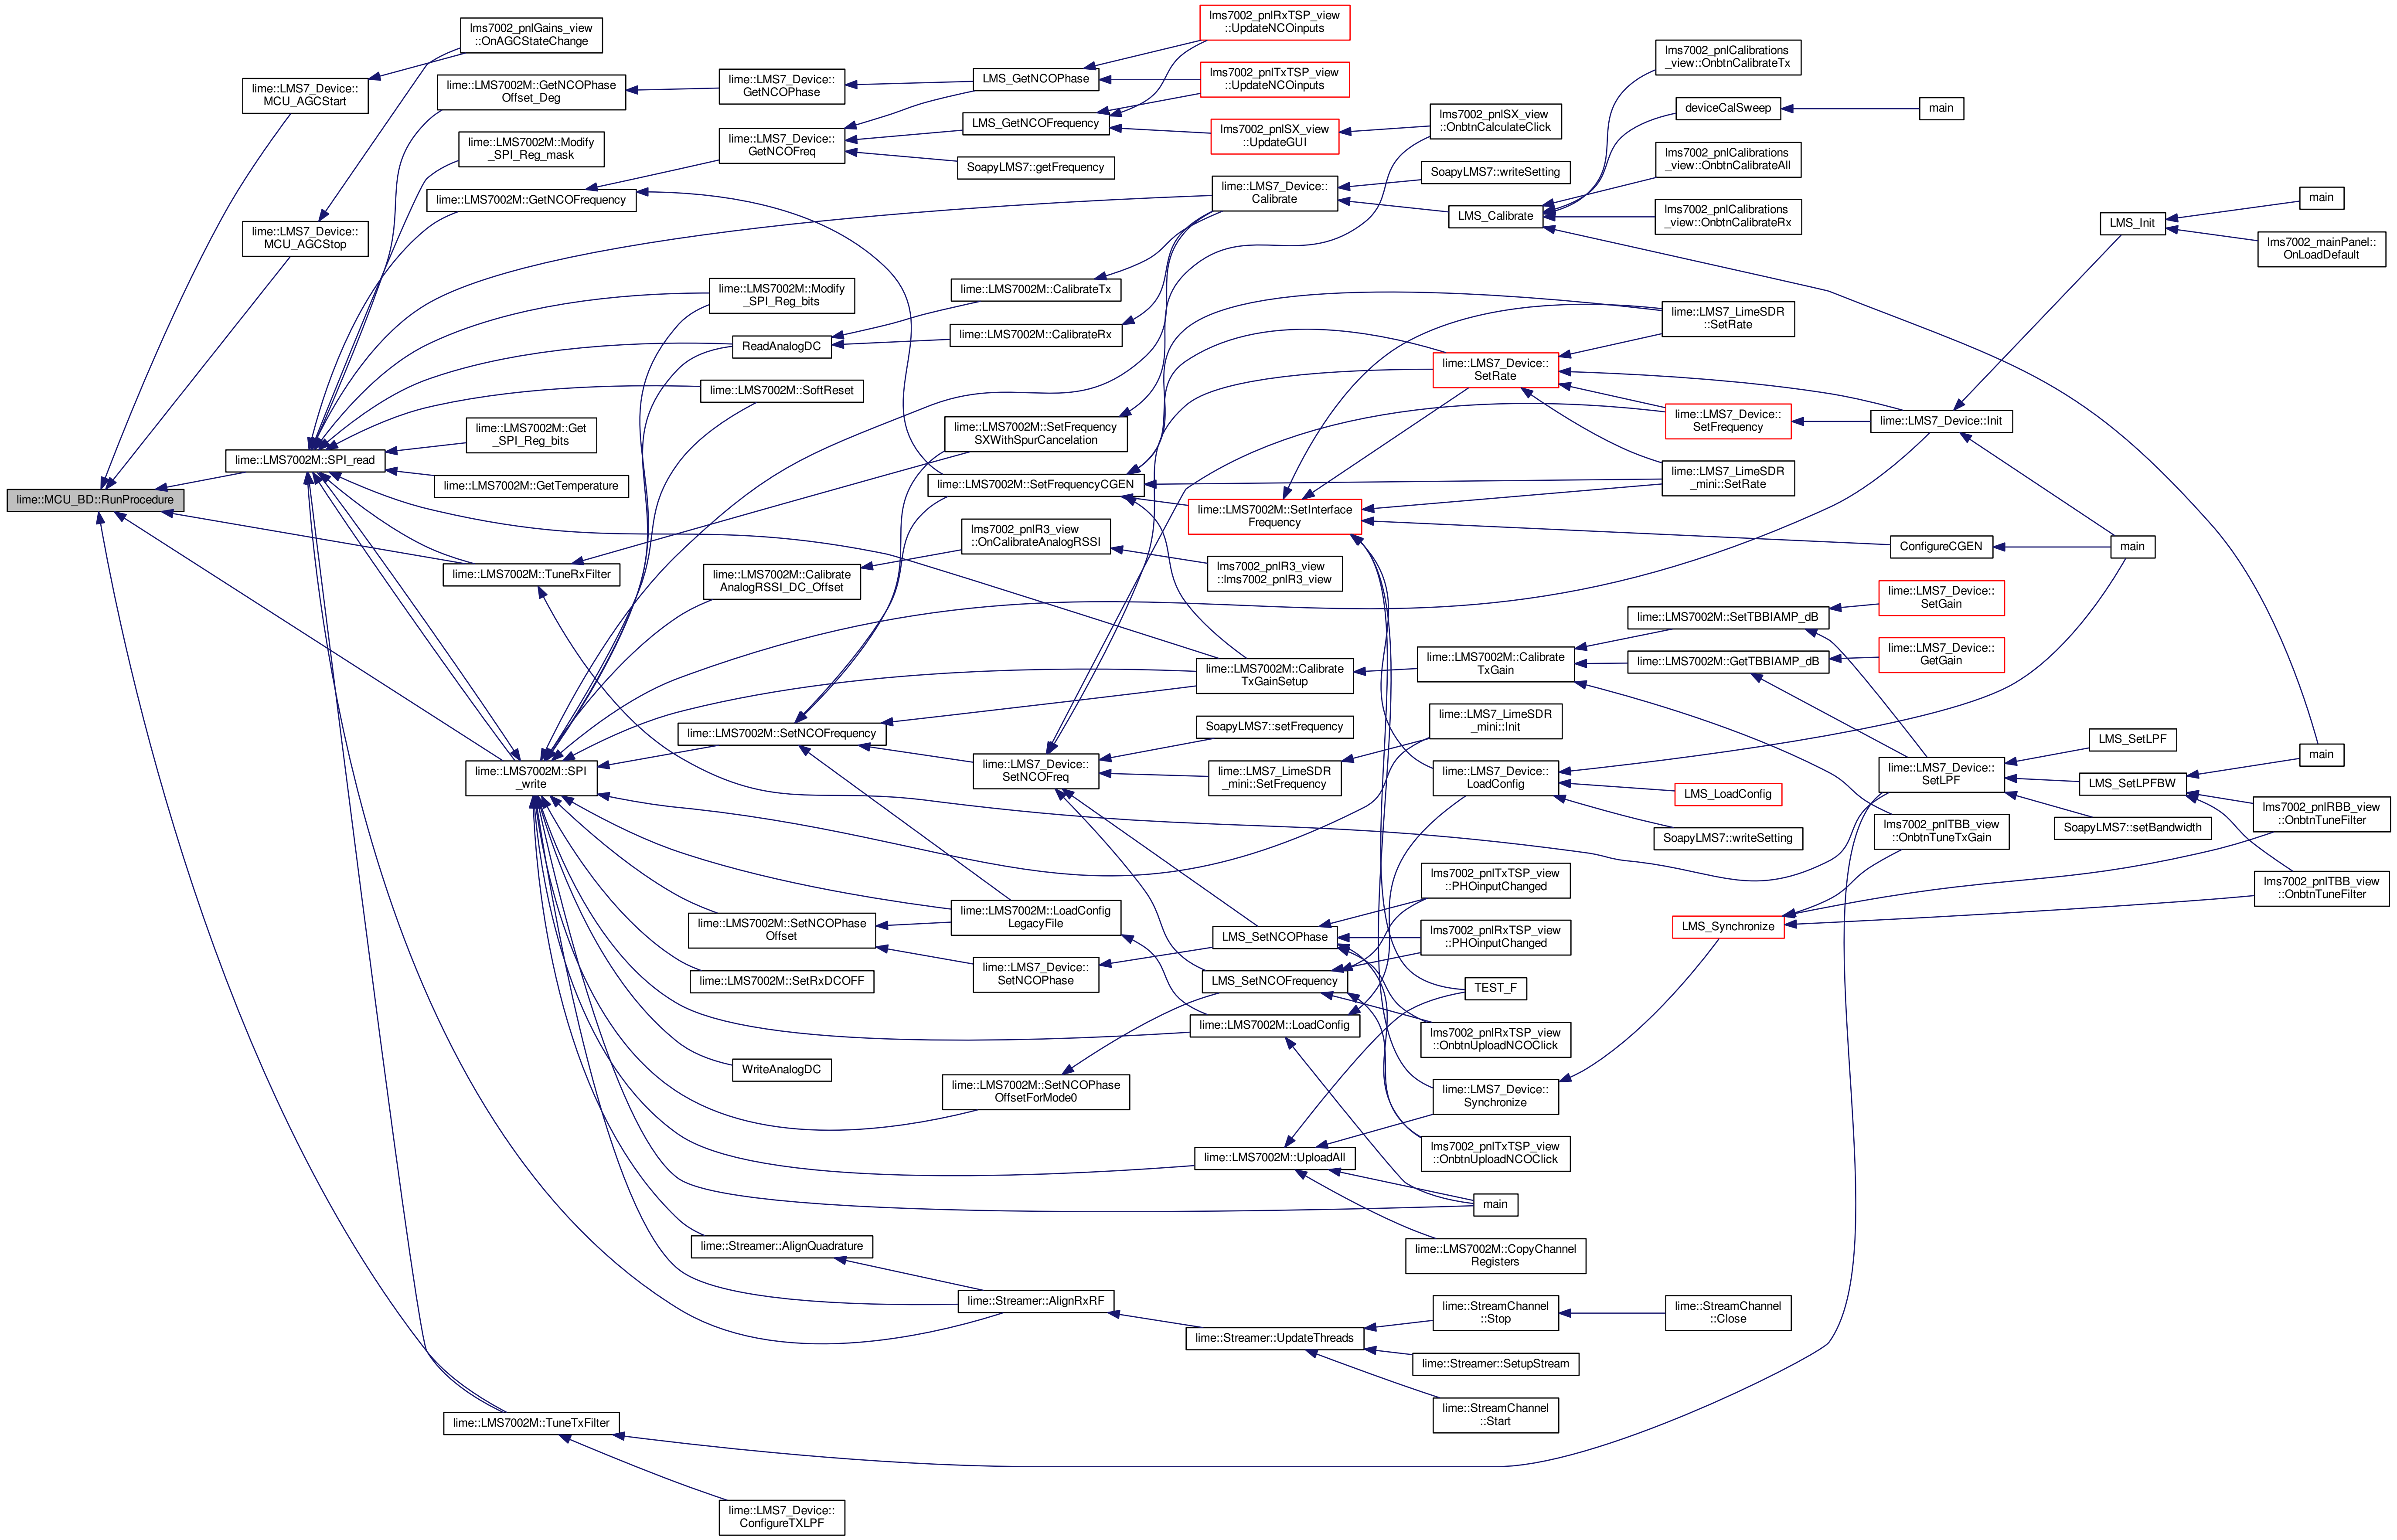 lime::MCU_BD::RunProcedure
lime::LMS7_Device::
MCU_AGCStart
lime::LMS7_Device::
MCU_AGCStop
lime::LMS7002M::SPI_read
lms7002_pnlGains_view
::OnAGCStateChange
lime::LMS7002M::GetNCOPhase
Offset_Deg
lime::LMS7002M::Modify
_SPI_Reg_mask
lime::LMS7002M::GetNCOFrequency
lime::LMS7002M::Get
_SPI_Reg_bits
lime::LMS7002M::GetTemperature
lime::LMS7002M::TuneRxFilter
lime::LMS7002M::SPI
_write
lime::LMS7002M::TuneTxFilter
lime::LMS7_Device::
GetNCOPhase
lime::LMS7_Device::
GetNCOFreq
lime::LMS7002M::Modify
_SPI_Reg_bits
ReadAnalogDC
lime::LMS7002M::SoftReset
lime::LMS7002M::Calibrate
AnalogRSSI_DC_Offset
lime::LMS7002M::SetNCOFrequency
lime::LMS7002M::SetNCOPhase
Offset
lime::LMS7002M::SetRxDCOFF
WriteAnalogDC
lime::Streamer::AlignQuadrature
lime::LMS7_Device::
ConfigureTXLPF
LMS_GetNCOPhase
LMS_GetNCOFrequency
SoapyLMS7::getFrequency
lime::LMS7002M::CalibrateTx
lime::LMS7002M::CalibrateRx
lime::LMS7002M::SetFrequency
SXWithSpurCancelation
lime::LMS7002M::SetFrequencyCGEN
lms7002_pnlR3_view
::OnCalibrateAnalogRSSI
lime::LMS7_Device::
SetNCOFreq
lime::LMS7002M::LoadConfig
LegacyFile
lime::LMS7_Device::
SetNCOPhase
lime::LMS7002M::SetNCOPhase
OffsetForMode0
lime::Streamer::AlignRxRF
lms7002_pnlRxTSP_view
::UpdateNCOinputs
lms7002_pnlTxTSP_view
::UpdateNCOinputs
lms7002_pnlSX_view
::UpdateGUI
lime::LMS7_Device::
Calibrate
lime::LMS7002M::SetInterface
Frequency
lms7002_pnlR3_view
::lms7002_pnlR3_view
lime::LMS7002M::Calibrate
TxGainSetup
SoapyLMS7::setFrequency
lime::LMS7_LimeSDR
_mini::SetFrequency
LMS_SetNCOPhase
LMS_SetNCOFrequency
lime::LMS7002M::LoadConfig
lime::LMS7002M::UploadAll
lime::Streamer::UpdateThreads
lms7002_pnlSX_view
::OnbtnCalculateClick
SoapyLMS7::writeSetting
LMS_Calibrate
lime::LMS7_Device::
SetRate
lime::LMS7002M::Calibrate
TxGain
lime::LMS7_LimeSDR
_mini::Init
lime::LMS7_Device::
LoadConfig
lms7002_pnlTxTSP_view
::PHOinputChanged
lms7002_pnlRxTSP_view
::PHOinputChanged
TEST_F
lms7002_pnlRxTSP_view
::OnbtnUploadNCOClick
lime::LMS7_Device::
Synchronize
lms7002_pnlTxTSP_view
::OnbtnUploadNCOClick
main
lime::LMS7002M::CopyChannel
Registers
lime::StreamChannel
::Stop
lime::Streamer::SetupStream
lime::StreamChannel
::Start
lms7002_pnlCalibrations
_view::OnbtnCalibrateTx
deviceCalSweep
lms7002_pnlCalibrations
_view::OnbtnCalibrateAll
lms7002_pnlCalibrations
_view::OnbtnCalibrateRx
lime::LMS7_LimeSDR
::SetRate
lime::LMS7_Device::
SetFrequency
lime::LMS7_LimeSDR
_mini::SetRate
lime::LMS7002M::SetTBBIAMP_dB
lime::LMS7002M::GetTBBIAMP_dB
LMS_LoadConfig
SoapyLMS7::writeSetting
LMS_Synchronize
lime::StreamChannel
::Close
main
lime::LMS7_Device::Init
ConfigureCGEN
lime::LMS7_Device::
SetGain
lime::LMS7_Device::
GetGain
lime::LMS7_Device::
SetLPF
lms7002_pnlTBB_view
::OnbtnTuneTxGain
LMS_Init
main
LMS_SetLPF
LMS_SetLPFBW
SoapyLMS7::setBandwidth
main
lms7002_mainPanel::
OnLoadDefault
main
lms7002_pnlRBB_view
::OnbtnTuneFilter
lms7002_pnlTBB_view
::OnbtnTuneFilter